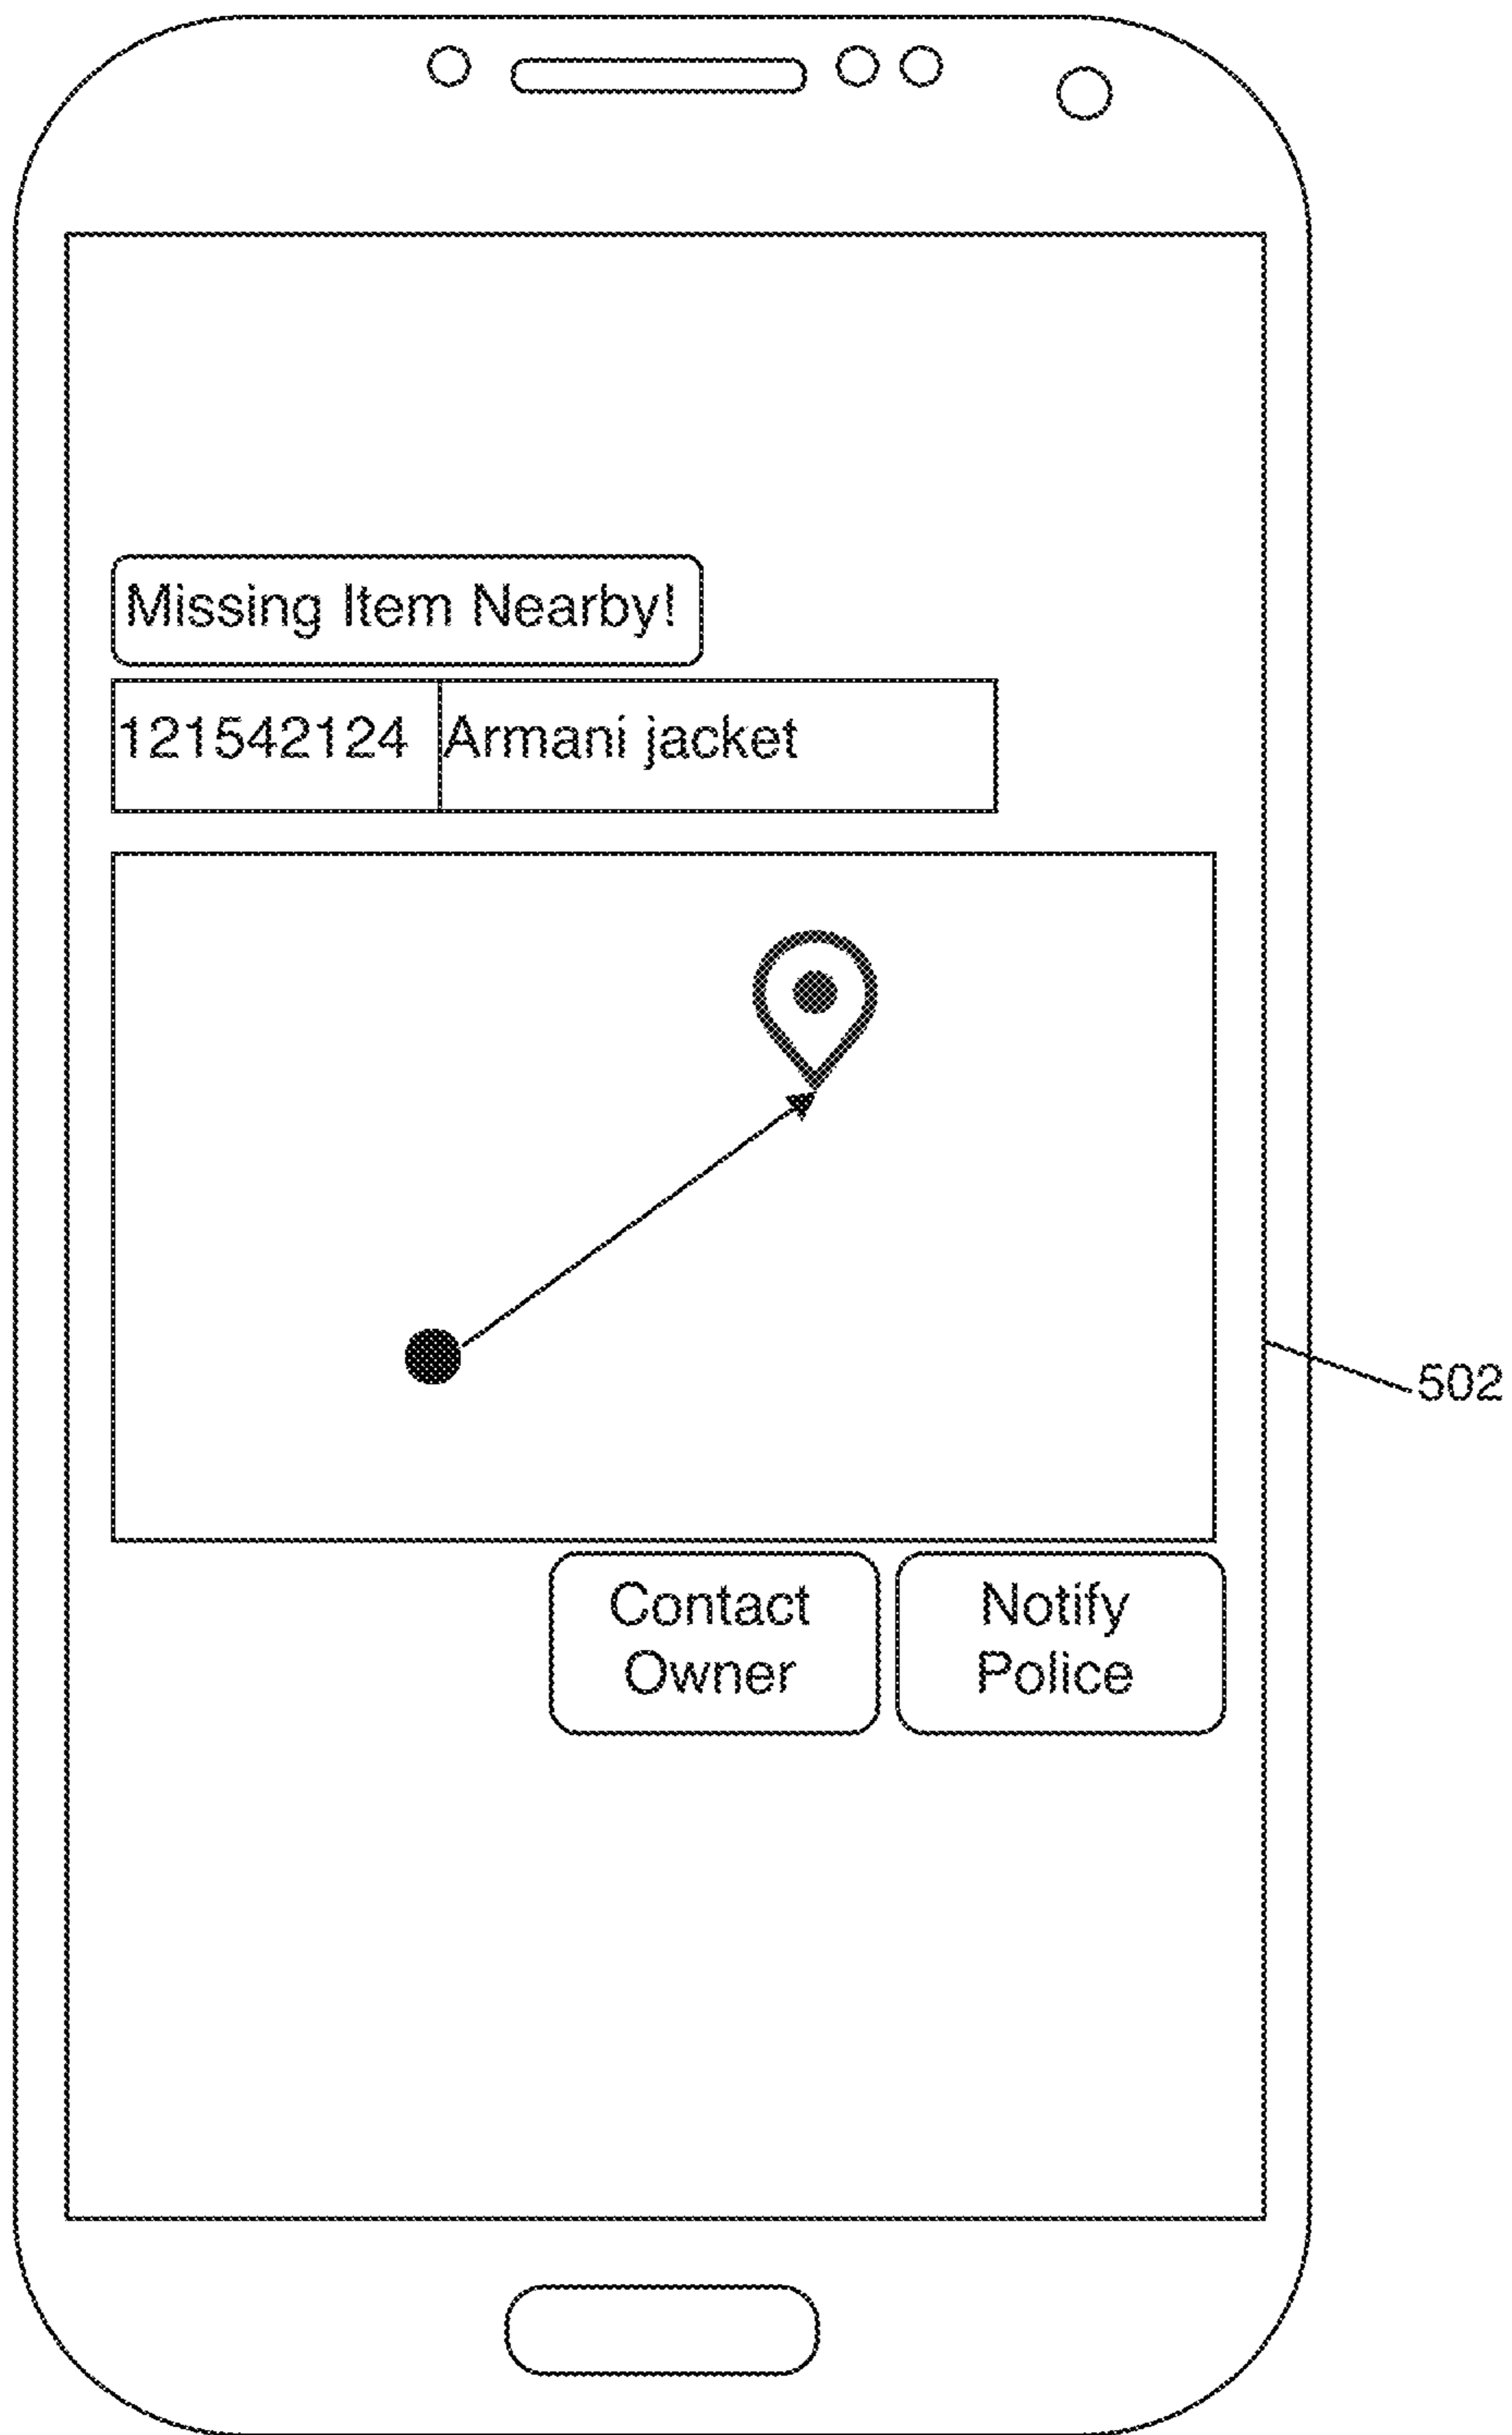 Missing Item Nearby!
121542124 Armani jacket
502
Contact
Owner
Notify
Police